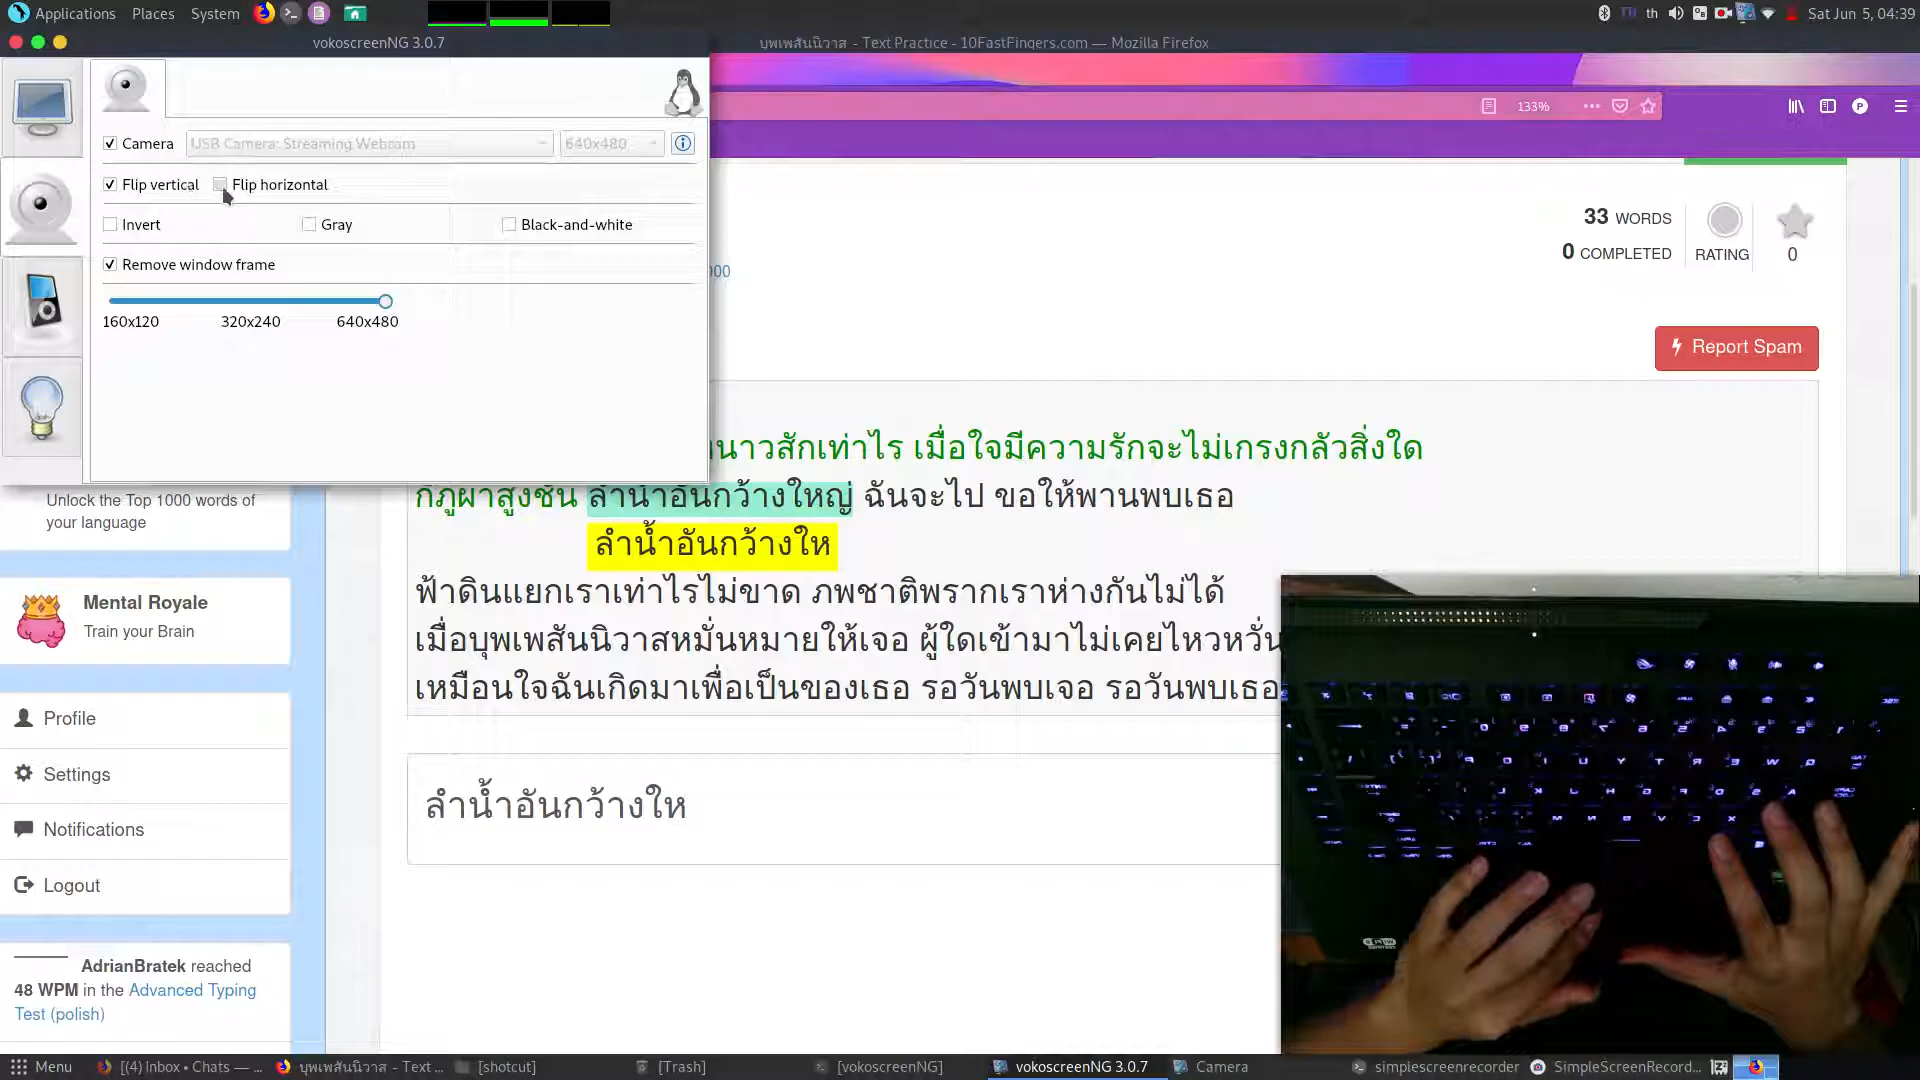 Applications
Places
System
th
Sat Jun 5, 04:39
vokoscreenNG 3.0.7
บุพเพสันนิวาส - Text Practice - 10FastFingers.com — Mozilla Firefox
133%
Camera
USB Camera: Streaming Webcam
640x480
Flip vertical
Flip horizontal
Invert
Gray
Black-and-white
Remove window frame
160x120
320x240
640x480
33 WORDS
0 COMPLETED
RATING
0
000
Report Spam
นาวสักเท่าไร เมื่อใจมีความรักจะไม่เกรงกลัวสิ่งใด
ลำน้ำอันกว้างใหญ่ ฉันจะไป ขอให้พานพบเธอ
ลำน้ำอันกว้างให
ฟ้าดินแยกเราเท่าไรไม่ขาด ภพชาติพรากเราห่างกันไม่ได้
เมื่อบุพเพสันนิวาสหมั่นหมายให้เจอ ผู้ใดเข้ามาไม่เคยไหวหวั่น
เหมือนใจฉันเกิดมาเพื่อเป็นของเธอ รอวันพบเจอ รอวันพบเธอ
ลำน้ำอันกว้างให
Unlock the Top 1000 words of
your language
Mental Royale
Train your Brain
Profile
Settings
Notifications
Logout
AdrianBratek reached
48 WPM in the Advanced Typing
Test (polish)
Menu
[(4) Inbox • Chats — ...
บุพเพสันนิวาส - Text ...
[shotcut]
[Trash]
[vokoscreenNG]
vokoscreenNG 3.0.7
Camera
simplescreenrecorder
SimpleScreenRecord...